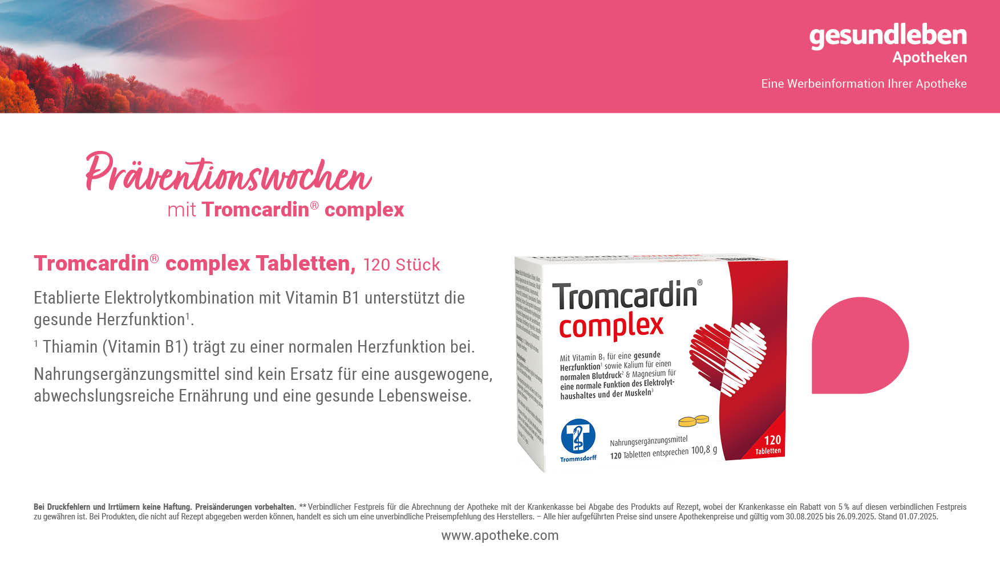 gesundleben
Apotheken
Eine Werbeinformation Ihrer Apotheke
Präventionswochen
mit Tromcardin® complex
Tromcardin® complex Tabletten, 120 Stück
Etablierte Elektrolytkombination mit Vitamin B1 unterstützt die
gesunde Herzfunktion¹.
¹ Thiamin (Vitamin B1) trägt zu einer normalen Herzfunktion bei.
Nahrungsergänzungsmittel sind kein Ersatz für eine ausgewogene,
abwechslungsreiche Ernährung und eine gesunde Lebensweise.
Tromcardin®
complex
Mit Vitamin B₁ für eine gesunde
Herzfunktion¹ sowie Kalium für einen
normalen Blutdruck² & Magnesium für
eine normale Funktion des Elektrolyt-
haushaltes und der Muskeln³
Trommsdorff
Nahrungsergänzungsmittel
120 Tabletten entsprechen 100,8 g
120
Tabletten
Bei Druckfehlern und Irrtümern keine Haftung. Preisänderungen vorbehalten. ** Verbindlicher Festpreis für die Abrechnung der Apotheke mit der Krankenkasse bei Abgabe des Produkts auf Rezept, wobei der Krankenkasse ein Rabatt von 5 % auf diesen verbindlichen Festpreis
zu gewähren ist. Bei Produkten, die nicht auf Rezept abgegeben werden können, handelt es sich um eine unverbindliche Preisempfehlung des Herstellers. – Alle hier aufgeführten Preise sind unsere Apothekenpreise und gültig vom 30.08.2025 bis 26.09.2025. Stand 01.07.2025.
www.apotheke.com